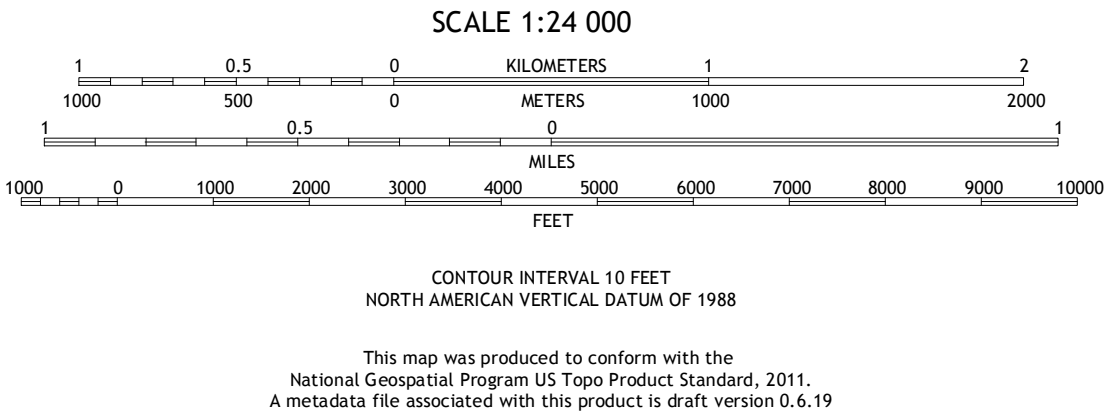 SCALE 1:24 000
1 0.5 0 KILOMETERS 1 2
1000 500 0 METERS 1000 2000
1 0.5 0 1
MILES
1000 0 1000 2000 3000 4000 5000 6000 7000 8000 9000 10000
FEET
CONTOUR INTERVAL 10 FEET
NORTH AMERICAN VERTICAL DATUM OF 1988
This map was produced to conform with the
National Geospatial Program US Topo Product Standard, 2011.
A metadata file associated with this product is draft version 0.6.19